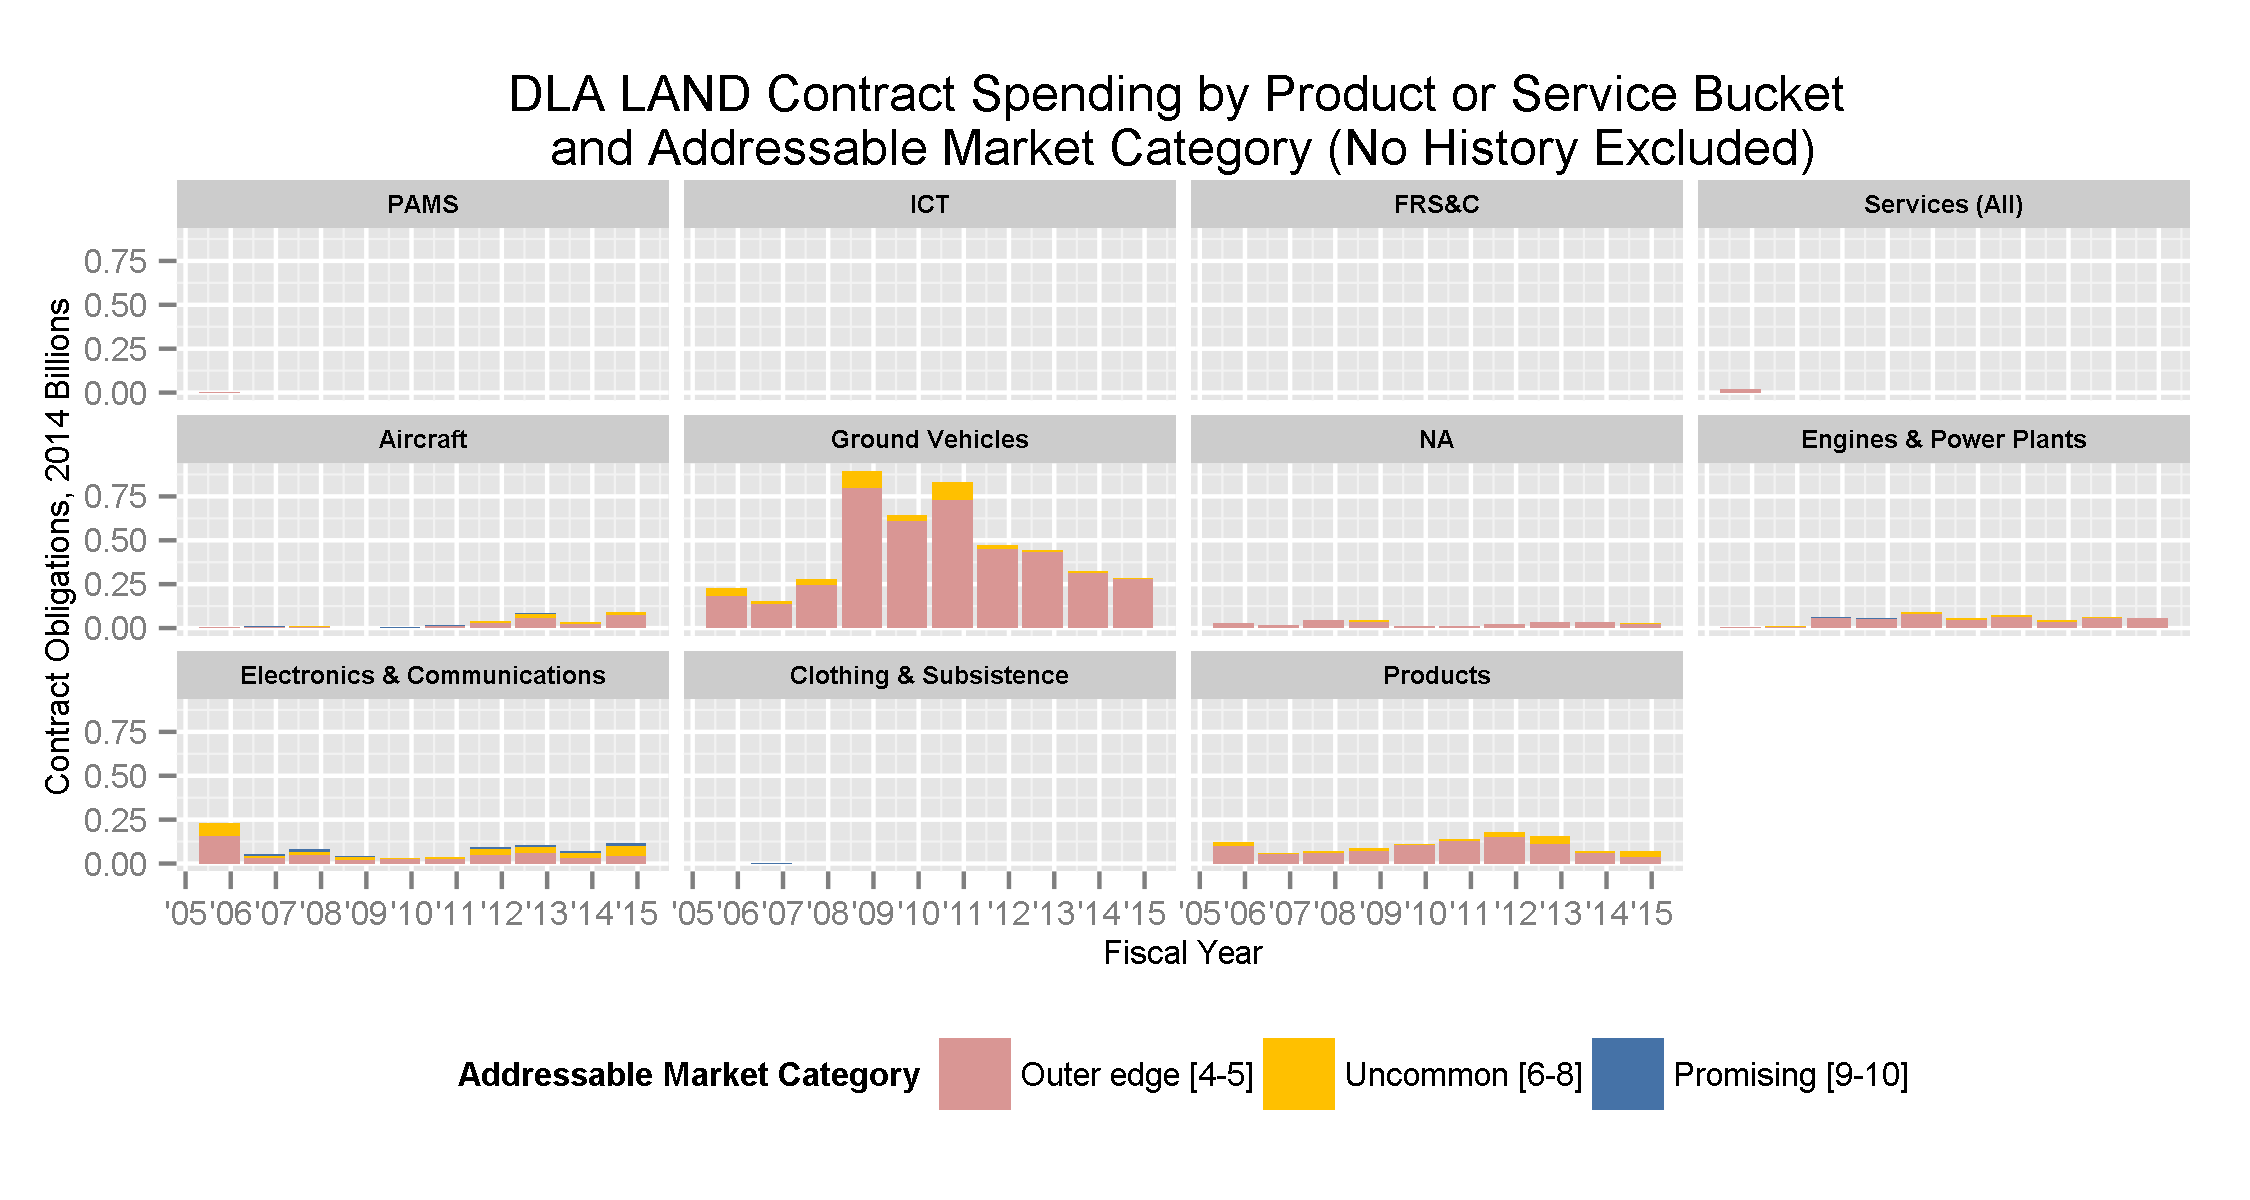 DLA LAND Contract Spending by Product or Service Bucket
and Addressable Market Category (No History Excluded)
PAMS
ICT
FRS&C
Services (All)
0.75
0.50
0.25
0.00
Aircraft
Ground Vehicles
NA
Engines & Power Plants
0.75
0.50
0.25
0.00
Electronics & Communications
Clothing & Subsistence
Products
0.75
0.50
0.25
0.00
Contract Obligations, 2014 Billions
'05 '06 '07 '08 '09 '10 '11 '12 '13 '14 '15
'05 '06 '07 '08 '09 '10 '11 '12 '13 '14 '15
'05 '06 '07 '08 '09 '10 '11 '12 '13 '14 '15
Fiscal Year
Addressable Market Category
Outer edge [4-5]
Uncommon [6-8]
Promising [9-10]